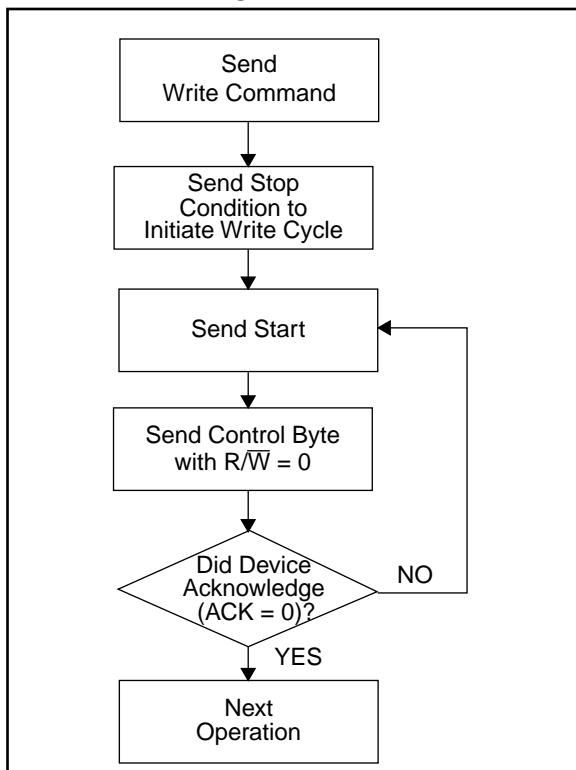 Send
Write Command
Send Stop
Condition to
Initiate Write Cycle
Send Start
Send Control Byte
with R/W̅ = 0
Did Device
Acknowledge
(ACK = 0)?
NO
YES
Next
Operation